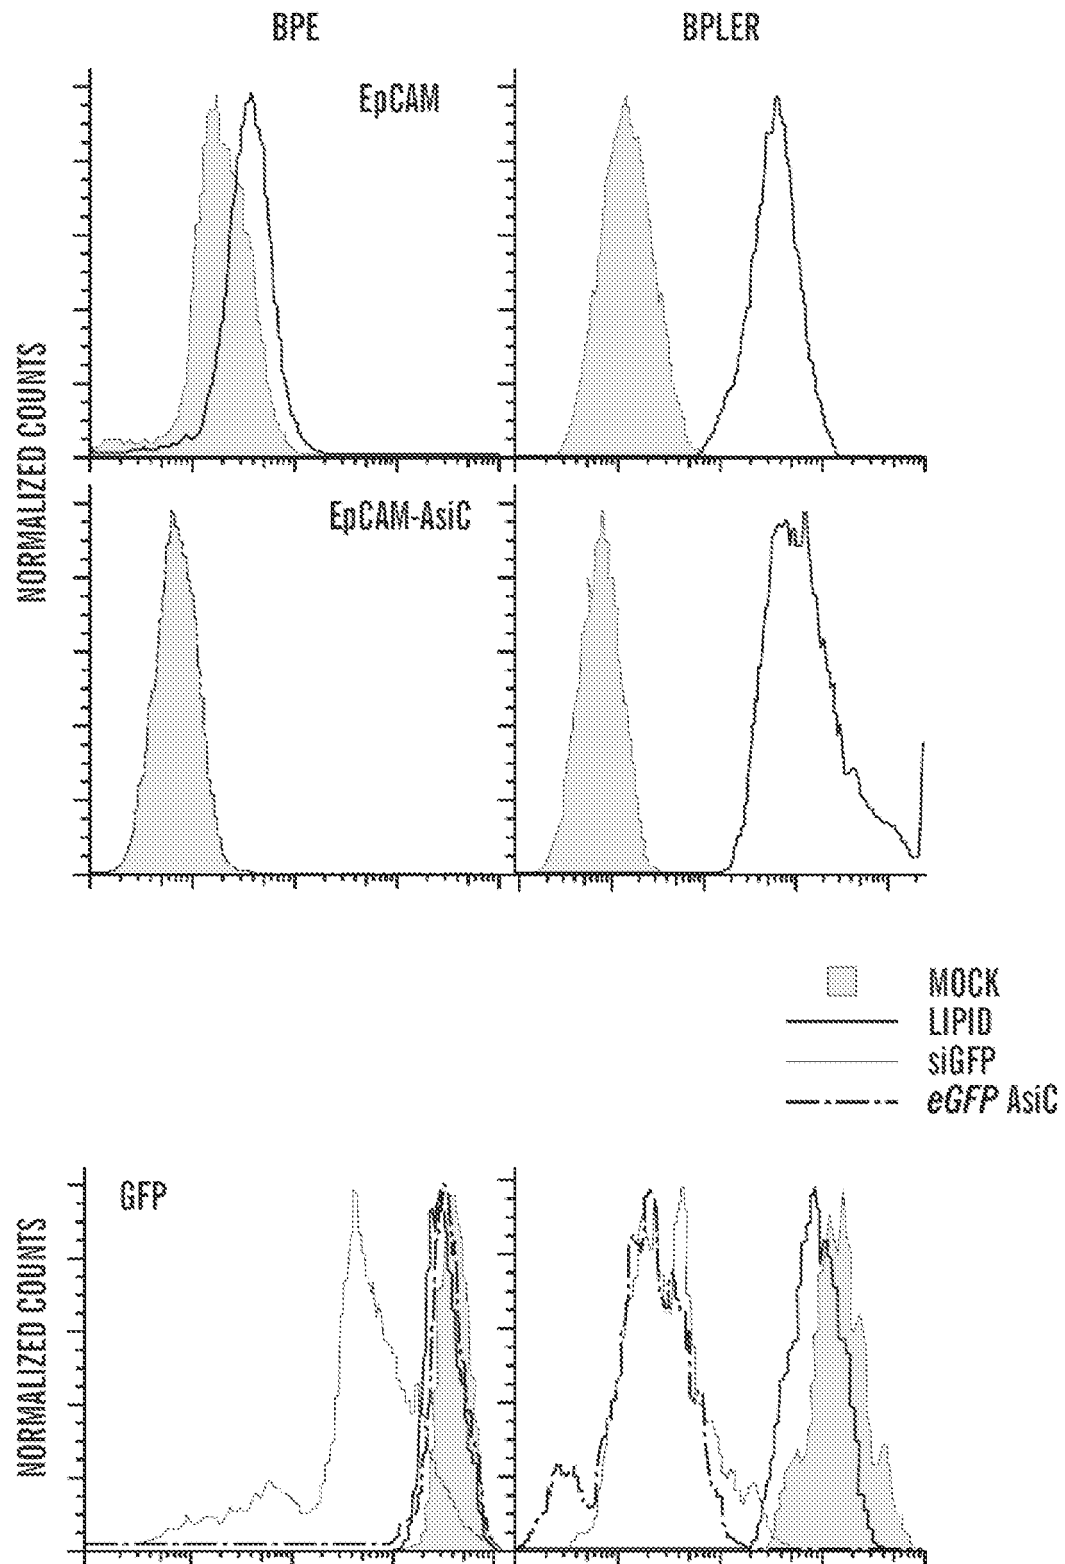 BPE
BPLER
EpCAM
NORMALIZED COUNTS
EpCAM-AsiC
MOCK
LIPID
siGFP
eGFP AsiC
GFP
NORMALIZED COUNTS